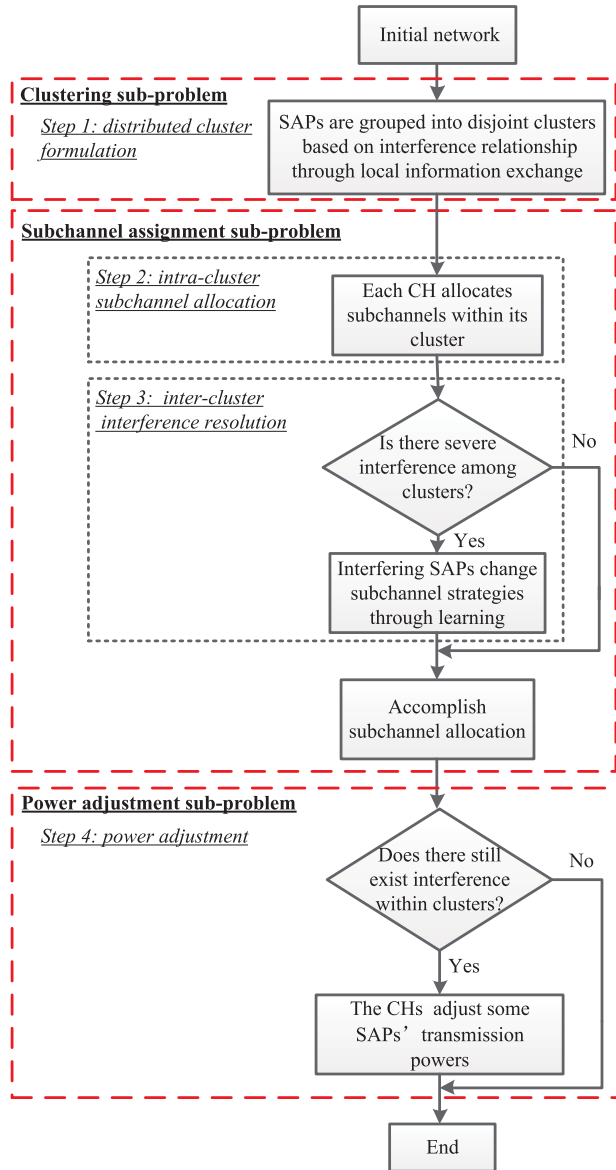 Initial network
Clustering sub-problem
Step 1: distributed cluster
formulation
SAPs are grouped into disjoint clusters
based on interference relationship
through local information exchange
Subchannel assignment sub-problem
Step 2: intra-cluster
subchannel allocation
Each CH allocates
subchannels within its
cluster
Step 3: inter-cluster
interference resolution
Is there severe
interference among
clusters?
No
Yes
Interfering SAPs change
subchannel strategies
through learning
Accomplish
subchannel allocation
Power adjustment sub-problem
Step 4: power adjustment
Does there still
exist interference
within clusters?
No
Yes
The CHs adjust some
SAPs’ transmission
powers
End